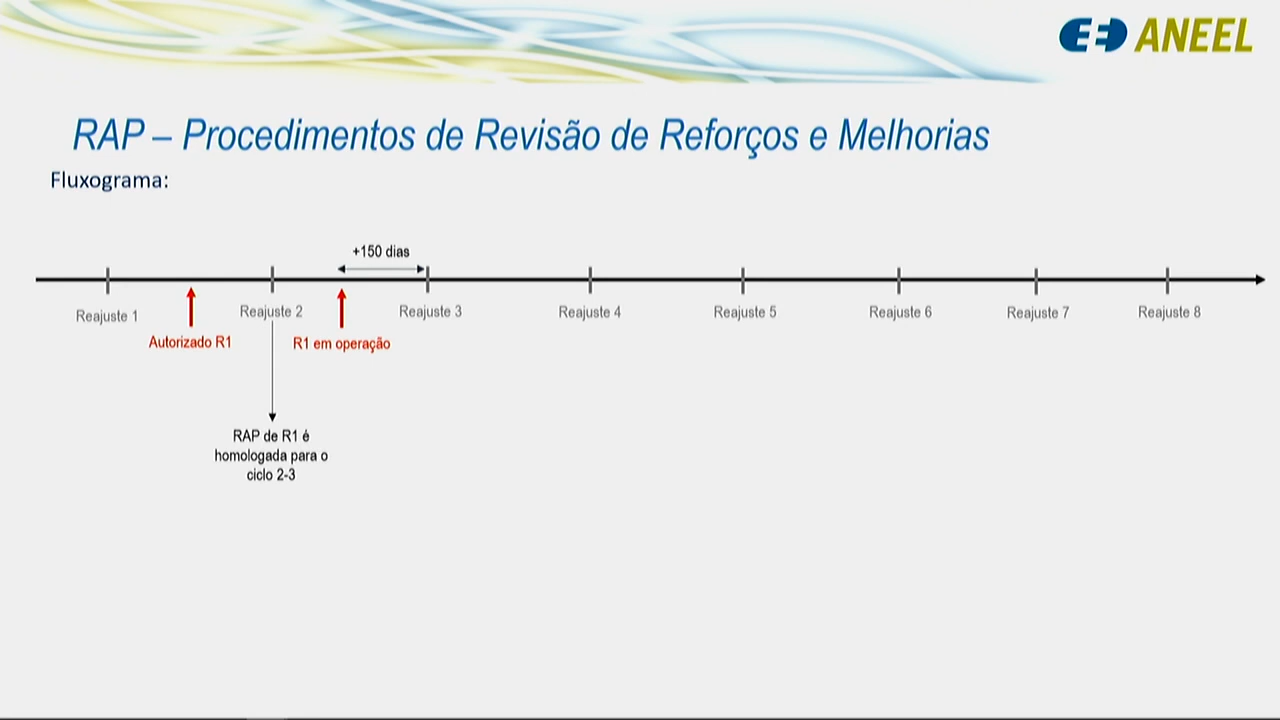 ANEEL
RAP – Procedimentos de Revisão de Reforços e Melhorias
Fluxograma:
+150 dias
Reajuste 1
Reajuste 2
Reajuste 3
Reajuste 4
Reajuste 5
Reajuste 6
Reajuste 7
Reajuste 8
Autorizado R1
R1 em operação
RAP de R1 é
homologada para o
ciclo 2-3